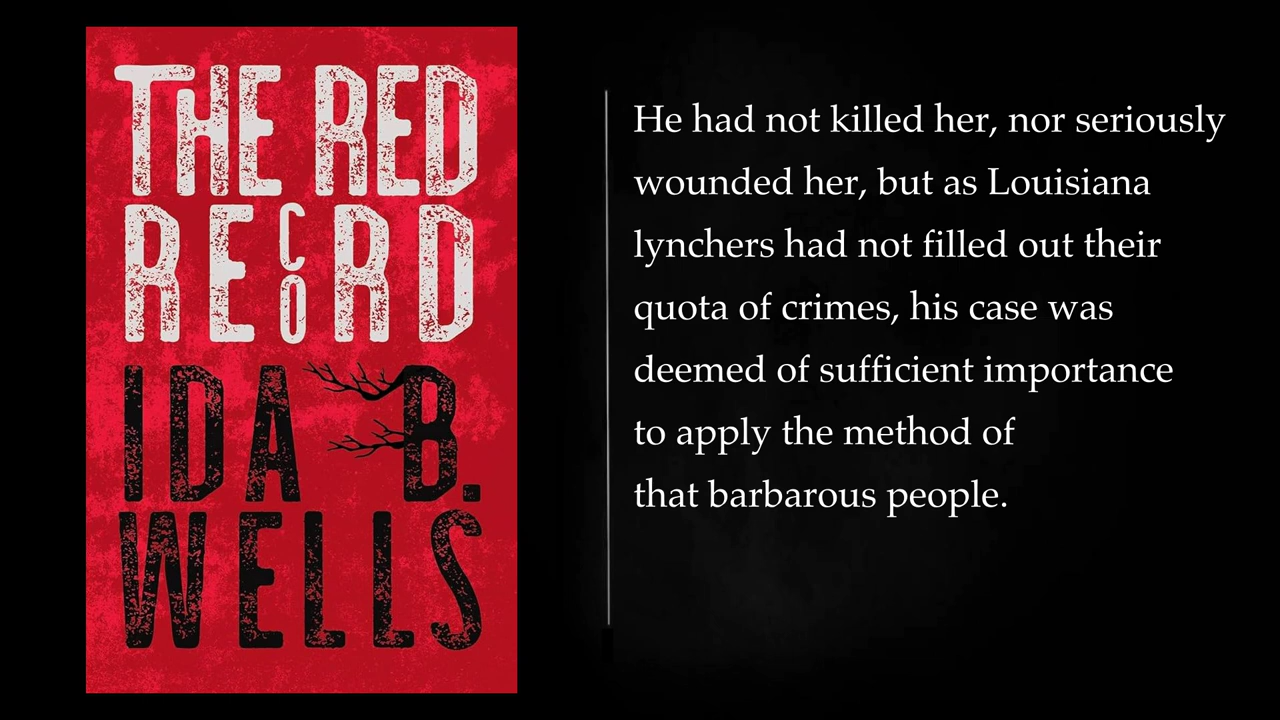 THE RED
RECORD
IDA B.
WELLS
He had not killed her, nor seriously
wounded her, but as Louisiana
lynchers had not filled out their
quota of crimes, his case was
deemed of sufficient importance
to apply the method of
that barbarous people.